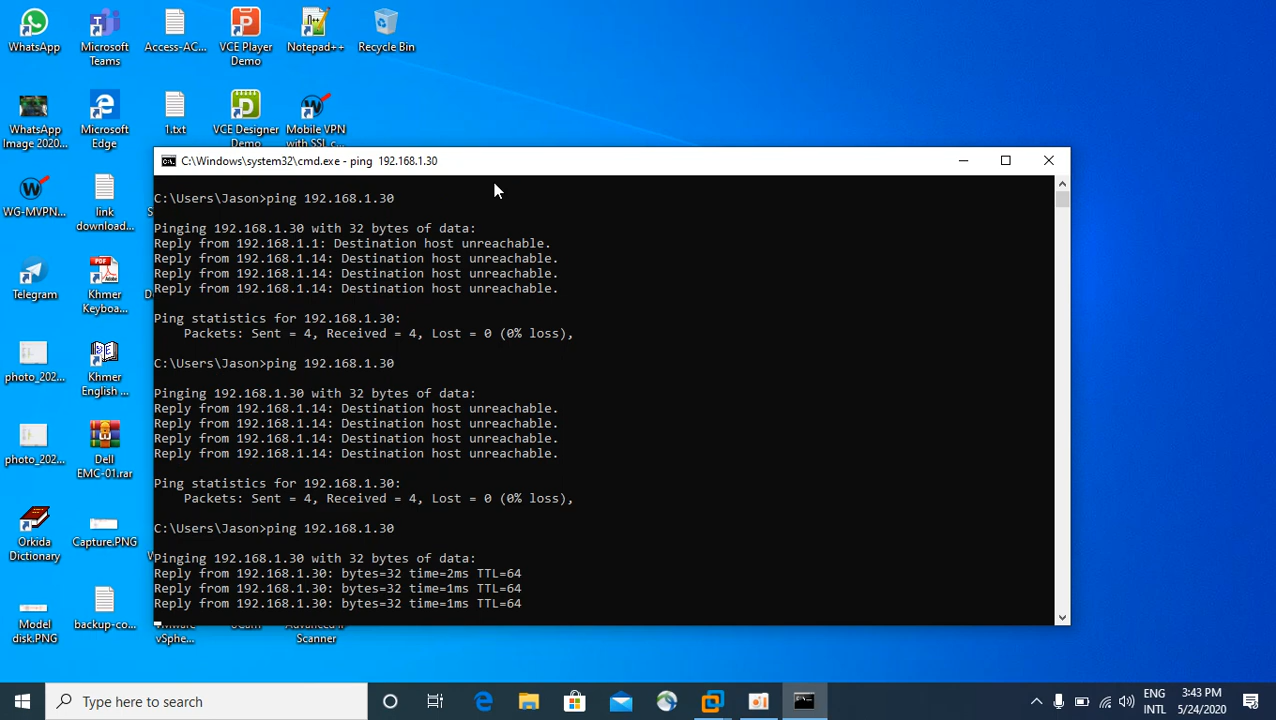 WhatsApp
Microsoft
Teams
Access-AC...
VCE Player
Demo
Notepad++
Recycle Bin
WhatsApp
Image 2020...
Microsoft
Edge
1.txt
VCE Designer
Demo
Mobile VPN
with SSL c...
WG-MVPN...
link
download...
Telegram
Khmer
Keyboa...
photo_202...
Khmer
English ...
photo_202...
Dell
EMC-01.rar
Orkida
Dictionary
Capture.PNG
Model
disk.PNG
backup-co...
vSphe...
Scanner
C:\Windows\system32\cmd.exe - ping  192.168.1.30
C:\Users\Jason>ping 192.168.1.30
Pinging 192.168.1.30 with 32 bytes of data:
Reply from 192.168.1.1: Destination host unreachable.
Reply from 192.168.1.14: Destination host unreachable.
Reply from 192.168.1.14: Destination host unreachable.
Reply from 192.168.1.14: Destination host unreachable.
Ping statistics for 192.168.1.30:
Packets: Sent = 4, Received = 4, Lost = 0 (0% loss),
C:\Users\Jason>ping 192.168.1.30
Pinging 192.168.1.30 with 32 bytes of data:
Reply from 192.168.1.14: Destination host unreachable.
Reply from 192.168.1.14: Destination host unreachable.
Reply from 192.168.1.14: Destination host unreachable.
Reply from 192.168.1.14: Destination host unreachable.
Ping statistics for 192.168.1.30:
Packets: Sent = 4, Received = 4, Lost = 0 (0% loss),
C:\Users\Jason>ping 192.168.1.30
Pinging 192.168.1.30 with 32 bytes of data:
Reply from 192.168.1.30: bytes=32 time=2ms TTL=64
Reply from 192.168.1.30: bytes=32 time=1ms TTL=64
Reply from 192.168.1.30: bytes=32 time=1ms TTL=64
Type here to search
ENG
INTL
3:43 PM
5/24/2020